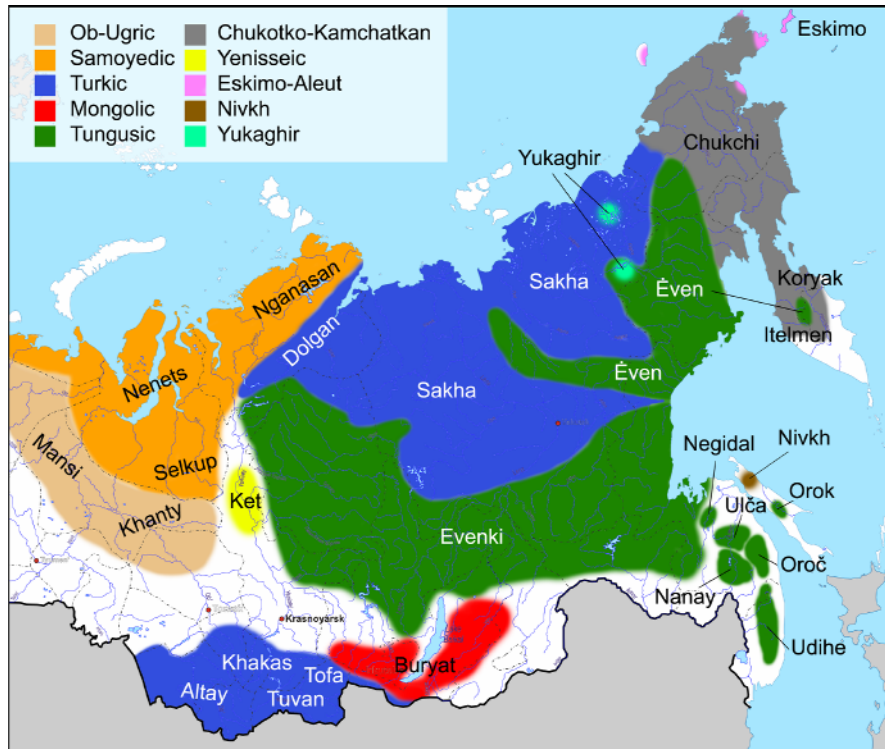 Ob-Ugric
Samoyedic
Turkic
Mongolic
Tungusic
Chukotko-Kamchatkan
Yenisseic
Eskimo-Aleut
Nivkh
Yukaghir
Eskimo
Chukchi
Yukaghir
Nganasan
Sakha
Ėven
Koryak
Itelmen
Dolgan
Nenets
Sakha
Ėven
Mansi
Selkup
Negidal
Nivkh
Ket
Khanty
Evenki
Ulča
Orok
Oroč
Nanay
Krasnoyarsk
Udihe
Khakas
Tofa
Buryat
Altay
Tuvan